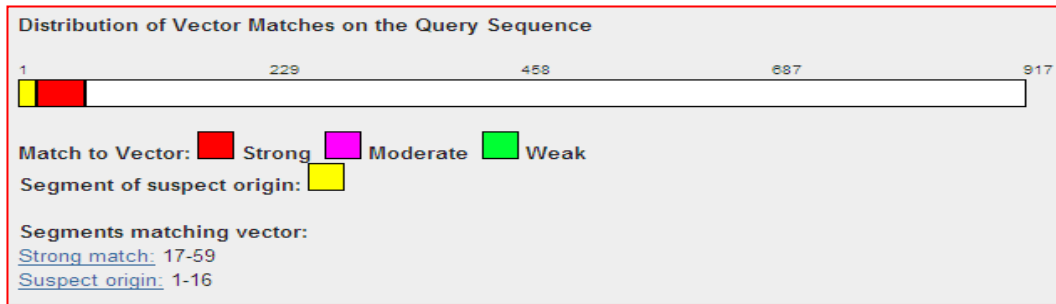 Distribution of Vector Matches on the Query Sequence
1 229 458 687 917
Match to Vector: Strong Moderate Weak
Segment of suspect origin:
Segments matching vector:
Strong match: 17-59
Suspect origin: 1-16